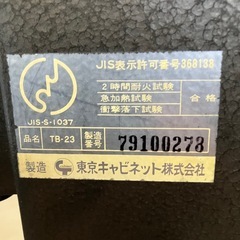 JIS表示許可番号368138
2時間耐火試験
急加熱試験
衝撃落下試験
合格
JIS-S-1037
品名 TB-23 製造番号 79100273
製造 東京キャビネット株式会社